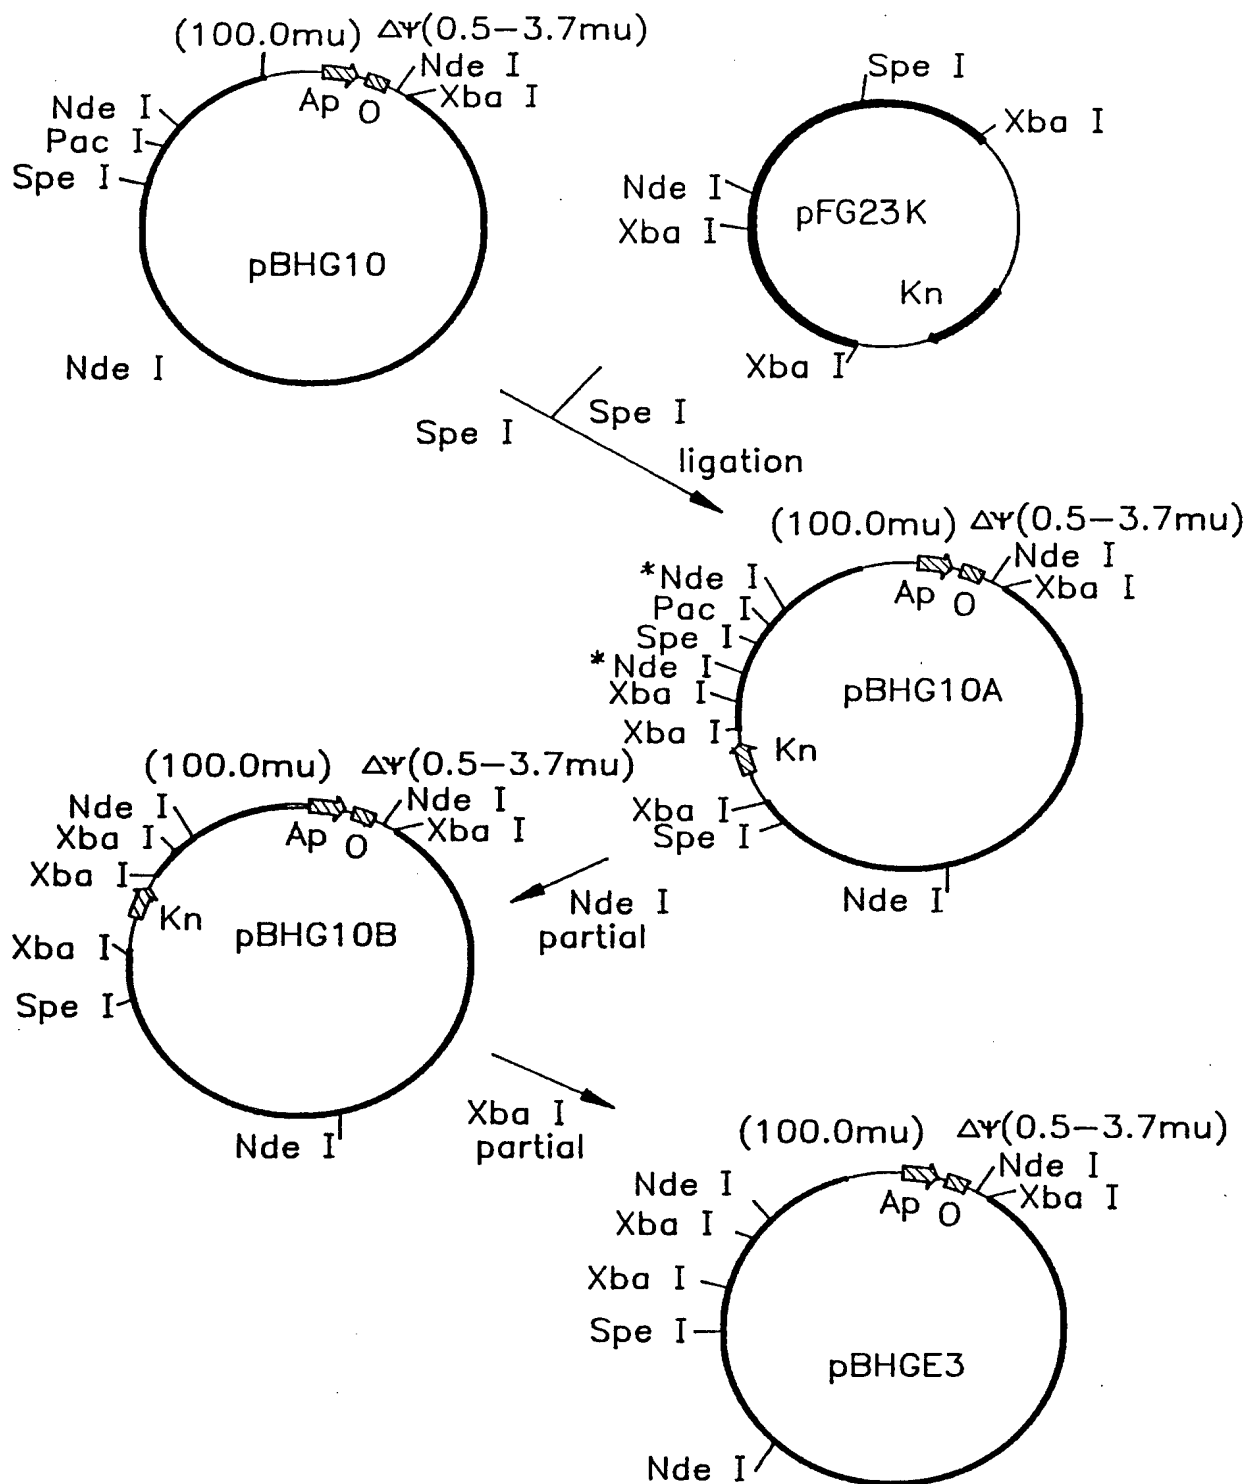 (100.0mu) ΔΨ(0.5–3.7mu)
Nde I
Xba I
Ap O
Nde I
Pac I
Spe I
pBHG10
Nde I
Spe I
Xba I
Nde I
Xba I
pFG23K
Kn
Xba I
Spe I
Spe I
ligation
(100.0mu) ΔΨ(0.5–3.7mu)
Nde I
Xba I
Ap O
*Nde I
Pac I
Spe I
*Nde I
Xba I
Xba I
Kn
pBHG10A
Xba I
Spe I
Nde I
Nde I
partial
(100.0mu) ΔΨ(0.5–3.7mu)
Nde I
Xba I
Ap O
Nde I
Xba I
Xba I
Kn
pBHG10B
Xba I
Spe I
Nde I
Xba I
partial
(100.0mu) ΔΨ(0.5–3.7mu)
Nde I
Xba I
Ap O
Nde I
Xba I
Xba I
Spe I
pBHGE3
Nde I